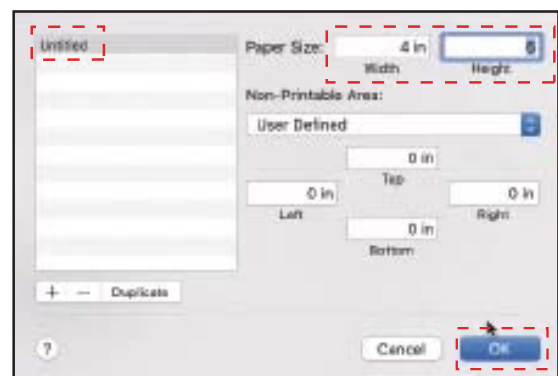 Untitled
Paper Size: 4 in
Width Height
Non-Printable Area:
User Defined
0 in
Top
0 in 0 in
Left Right
0 in
Bottom
+ − Duplicate
? Cancel OK